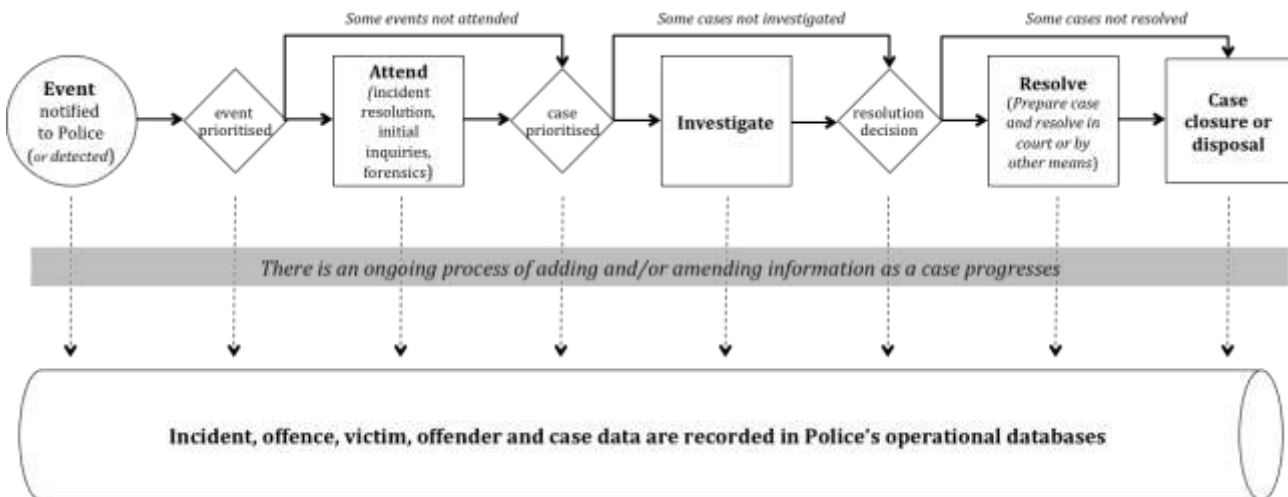 Some events not attended
Some cases not investigated
Some cases not resolved
Event
notified
to Police
(or detected)
event
prioritised
Attend
(incident
resolution,
initial
inquiries,
forensics)
case
prioritised
Investigate
resolution
decision
Resolve
(Prepare case
and resolve in
court or by
other means)
Case
closure or
disposal
There is an ongoing process of adding and/or amending information as a case progresses
Incident, offence, victim, offender and case data are recorded in Police's operational databases